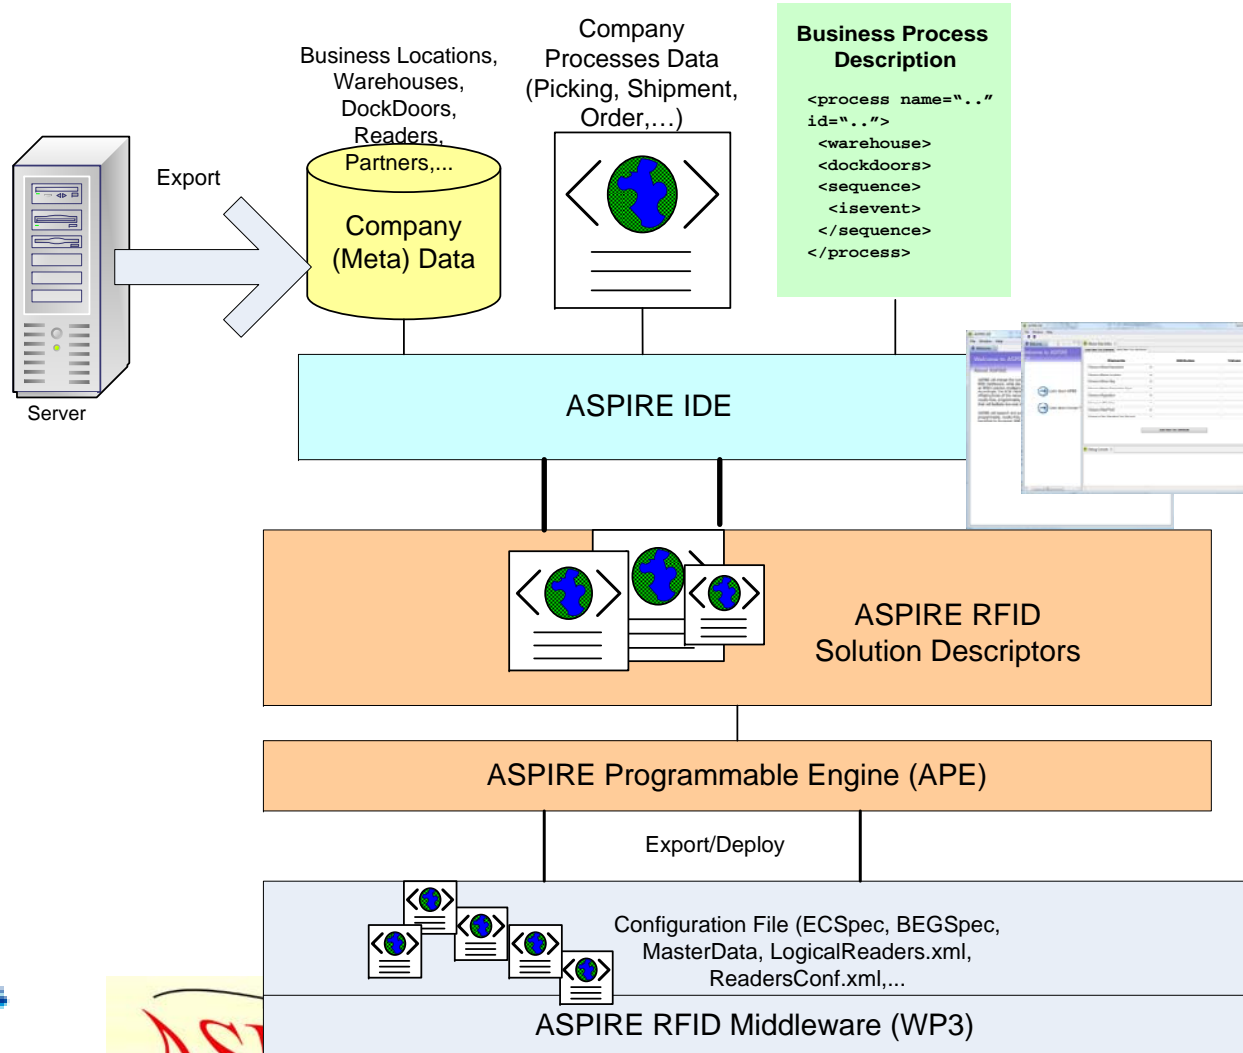 Business Locations,
Warehouses,
DockDoors,
Readers,
Partners,...
Company
Processes Data
(Picking, Shipment,
Order,...)
Business Process
Description
<process name=“..”
id=“..”>
<warehouse>
<dockdoors>
<sequence>
<isevent>
</sequence>
</process>
Export
Company
(Meta) Data
Server
ASPIRE IDE
ASPIRE RFID
Solution Descriptors
ASPIRE Programmable Engine (APE)
Export/Deploy
Configuration File (ECSpec, BEGSpec,
MasterData, LogicalReaders.xml,
ReadersConf.xml,...
ASPIRE RFID Middleware (WP3)